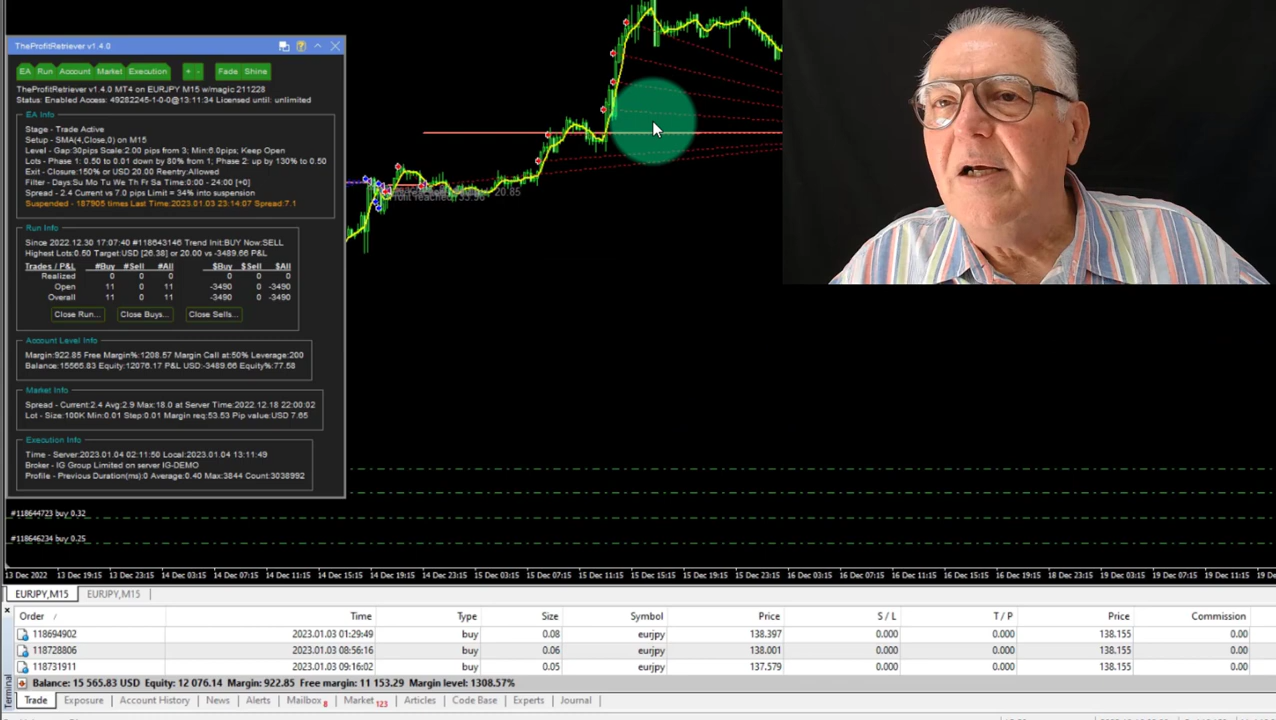 TheProfitRetriever v1.4.0
EA Run Account Market Execution + - Fade Shine
TheProfitRetriever v1.4.0 MT4 on EURJPY M15 w/magic 211228
Status: Enabled Access: 49282245-1-0-0@13:11:34 Licensed until: unlimited
EA Info
Stage - Trade Active
Setup - SMA(4,Close,0) on M15
Level - Gap:30pips Scale:2.00 pips from 3; Min:6.0pips; Keep Open
Lots - Phase 1: 0.50 to 0.01 down by 80% from 1; Phase 2: up by 130% to 0.50
Exit - Closure:150% or USD 20.00 Reentry:Allowed
Filter - Days:Su Mo Tu We Th Fr Sa Time:0:00 - 24:00 [+0]
Spread - 2.4 Current vs 7.0 pips Limit = 34% into suspension
Suspended - 187905 times Last Time:2023.01.03 23:14:07 Spread:7.1
Run Info
Since 2022.12.30 17:07:40 #118643146 Trend Init:BUY Now:SELL
Highest Lots:0.50 Target:USD [26.38] or 20.00 vs -3489.66 P&L
Trades / P&L #Buy #Sell #All $Buy $Sell $All
Realized 0 0 0 0 0 0
Open 11 0 11 -3490 0 -3490
Overall 11 0 11 -3490 0 -3490
Close Run... Close Buys... Close Sells...
Account Level Info
Margin:922.85 Free Margin%:1208.57 Margin Call at:50% Leverage:200
Balance:15565.83 Equity:12076.17 P&L USD:-3489.66 Equity%:77.58
Market Info
Spread - Current:2.4 Avg:2.9 Max:18.0 at Server Time:2022.12.18 22:00:02
Lot - Size:100K Min:0.01 Step:0.01 Margin req:53.53 Pip value:USD 7.65
Execution Info
Time - Server:2023.01.04 02:11:50 Local:2023.01.04 13:11:49
Broker - IG Group Limited on server IG-DEMO
Profile - Previous Duration(ms):0 Average:0.40 Max:3844 Count:3038992
20.85
#118644723 buy 0.32
#118646234 buy 0.25
13 Dec 2022 13 Dec 19:15 13 Dec 23:15 14 Dec 03:15 14 Dec 07:15 14 Dec 11:15 14 Dec 15:15 14 Dec 19:15 14 Dec 23:15 15 Dec 03:15 15 Dec 07:15 15 Dec 11:15 15 Dec 15:15 15 Dec 19:15 15 Dec 23:15 16 Dec 03:15 16 Dec 07:15 16 Dec 11:15 16 Dec 15:15 16 Dec 19:15 18 Dec 23:15 19 Dec 03:15 19 Dec 07:15 19 Dec 11:15 19 De
EURJPY,M15 EURJPY,M15
Order Time Type Size Symbol Price S / L T / P Price Commission
118694902 2023.01.03 01:29:49 buy 0.08 eurjpy 138.397 0.000 0.000 138.155 0.00
118728806 2023.01.03 08:56:16 buy 0.06 eurjpy 138.001 0.000 0.000 138.155 0.00
118731911 2023.01.03 09:16:02 buy 0.05 eurjpy 137.579 0.000 0.000 138.155 0.00
Balance: 15 565.83 USD Equity: 12 076.14 Margin: 922.85 Free margin: 11 153.29 Margin level: 1308.57%
Terminal
Trade Exposure Account History News Alerts Mailbox 8 Market 123 Articles Code Base Experts Journal